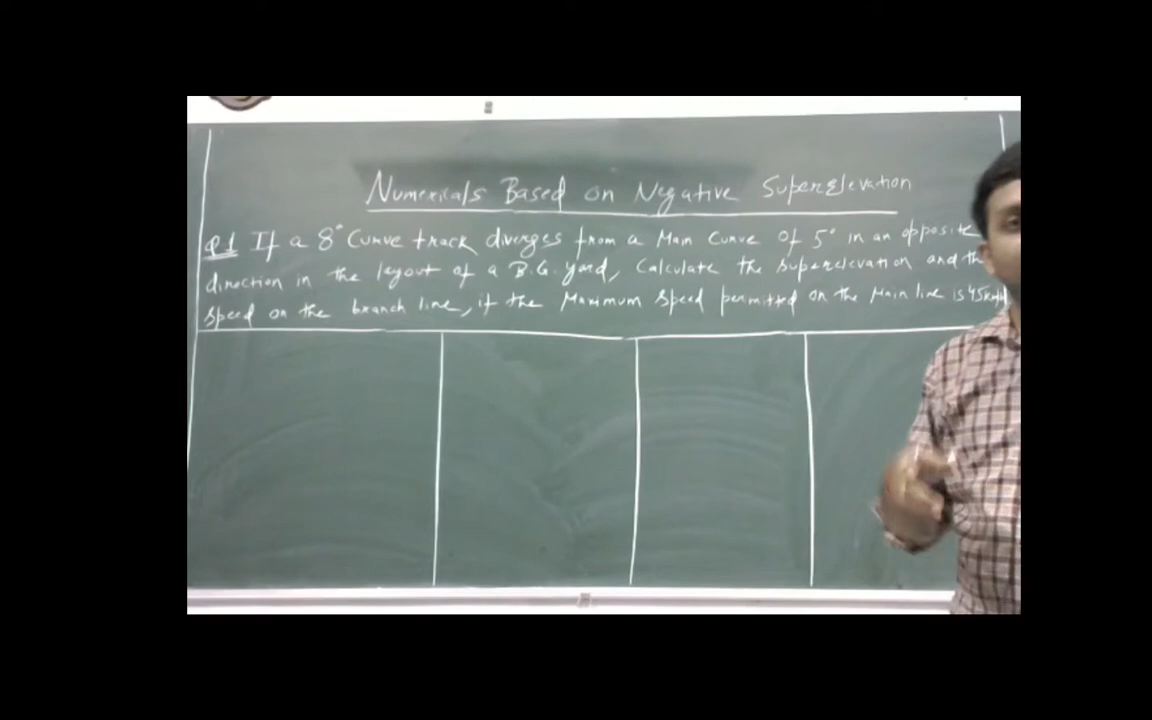 Numericals Based on Negative Superelevation
Q1 If a 8° Curve track diverges from a Main Curve of 5° in an opposite
direction in the layout of a B.G. yard, Calculate the superelevation and the
speed on the branch line, if the Maximum speed permitted on the Main line is 45kmph